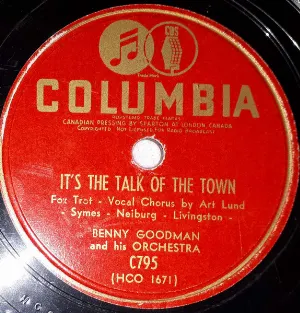 CBS
Trade Mark
COLUMBIA
REGISTERED TRADE MARKS
CANADIAN PRESSING BY SPARTON OF LONDON CANADA
COPYRIGHTED NOT LICENSED FOR RADIO BROADCAST
IT'S THE TALK OF THE TOWN
Fox Trot - Vocal Chorus by Art Lund
- Symes - Neiburg - Livingston -
BENNY GOODMAN
and his ORCHESTRA
C795
(HCO 1671)